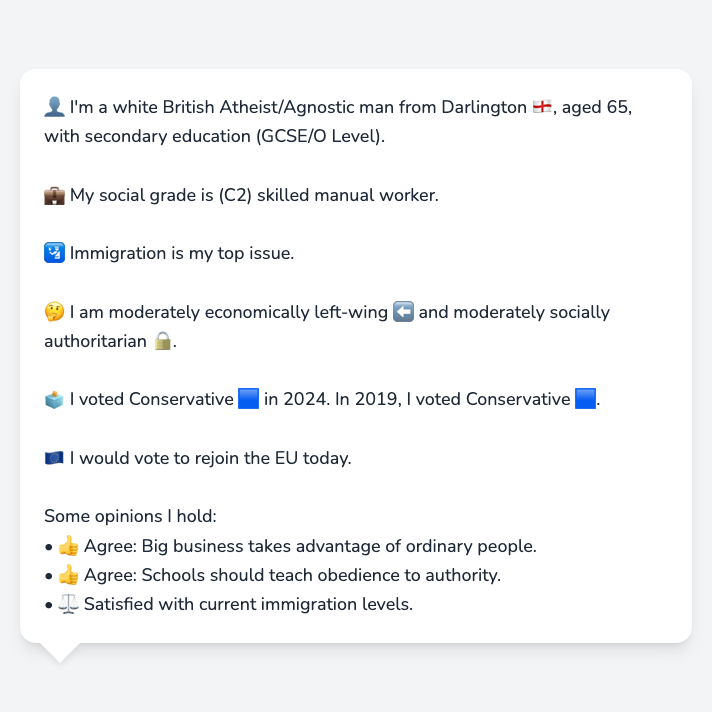 👤 I'm a white British Atheist/Agnostic man from Darlington 🏴󠁧󠁢󠁥󠁮󠁧󠁿, aged 65,
with secondary education (GCSE/O Level).
💼 My social grade is (C2) skilled manual worker.
🛂 Immigration is my top issue.
🤔 I am moderately economically left-wing ⬅️ and moderately socially
authoritarian 🔒.
🗳️ I voted Conservative 🟦 in 2024. In 2019, I voted Conservative 🟦.
🇪🇺 I would vote to rejoin the EU today.
Some opinions I hold:
• 👍 Agree: Big business takes advantage of ordinary people.
• 👍 Agree: Schools should teach obedience to authority.
• ⚖️ Satisfied with current immigration levels.